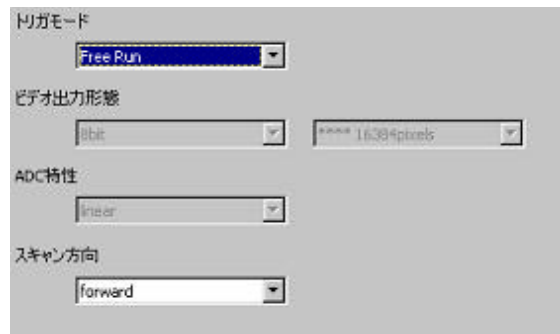 トリガモード
Free Run
ビデオ出力形態
8bit **** 16384pixels
ADC特性
linear
スキャン方向
forward